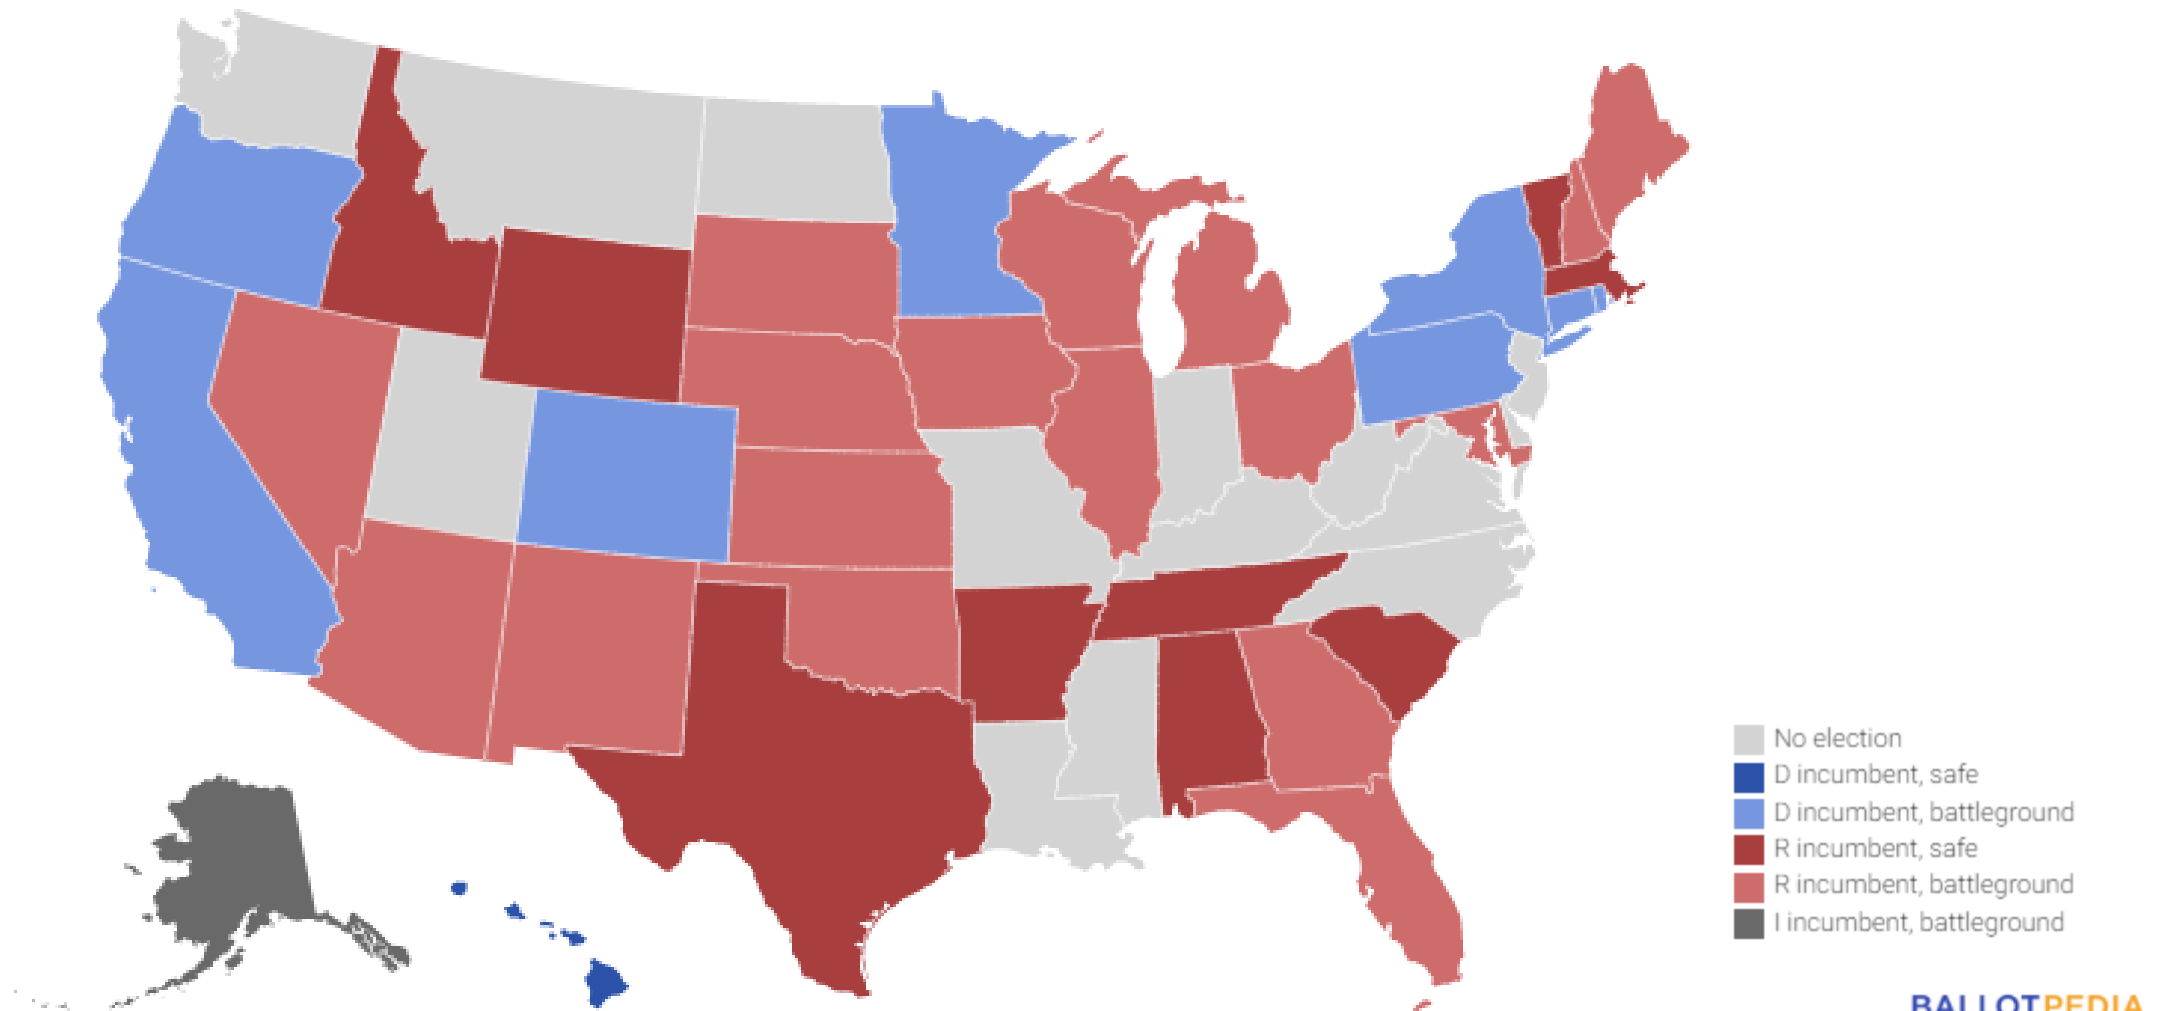 No election
D incumbent, safe
D incumbent, battleground
R incumbent, safe
R incumbent, battleground
I incumbent, battleground
BALLOTPEDIA